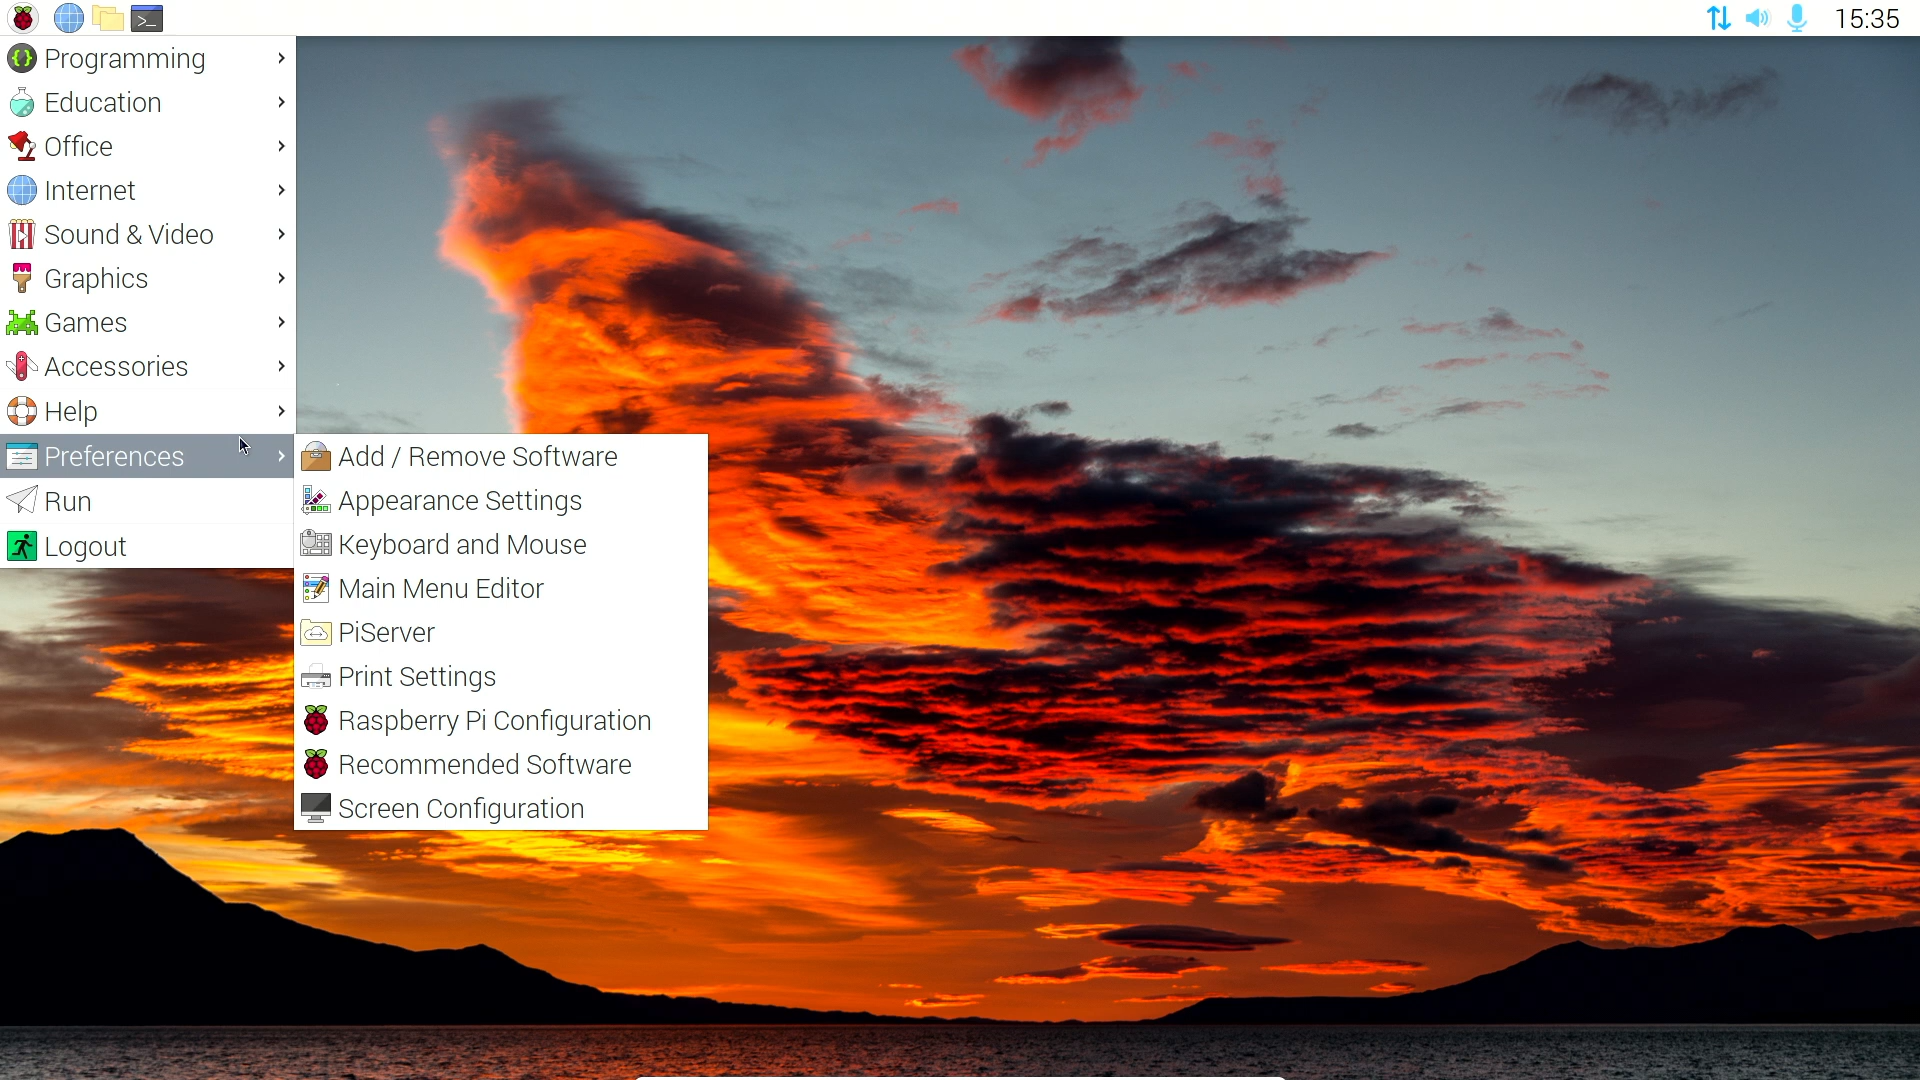 15:35
Programming
Education
Office
Internet
Sound & Video
Graphics
Games
Accessories
Help
Preferences
Run
Logout
Add / Remove Software
Appearance Settings
Keyboard and Mouse
Main Menu Editor
PiServer
Print Settings
Raspberry Pi Configuration
Recommended Software
Screen Configuration